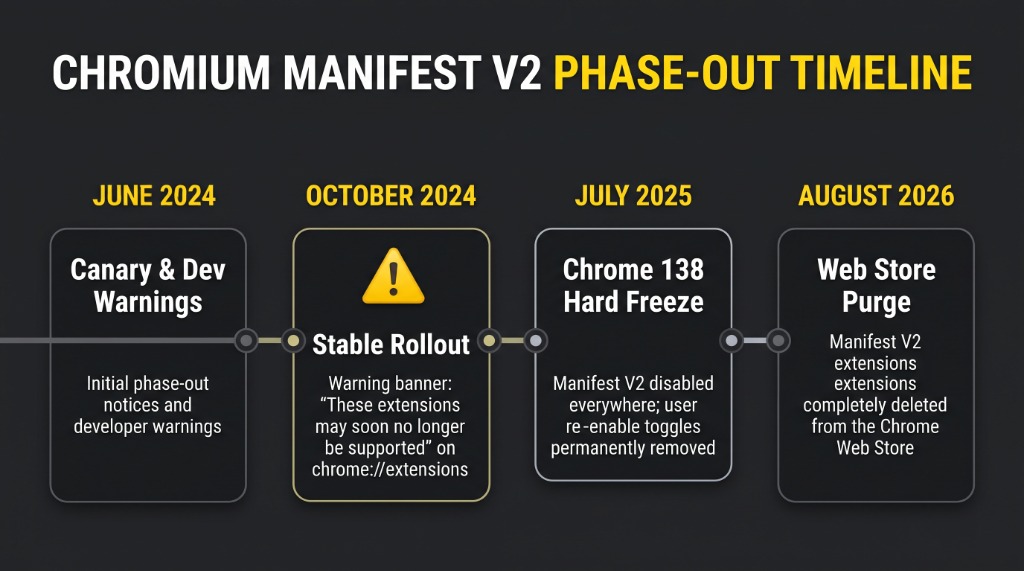 CHROMIUM MANIFEST V2 PHASE-OUT TIMELINE
JUNE 2024
Canary & Dev
Warnings
Initial phase-out
notices and
developer warnings
OCTOBER 2024
Stable Rollout
Warning banner:
“These extensions
may soon no longer
be supported” on
chrome://extensions
JULY 2025
Chrome 138
Hard Freeze
Manifest V2 disabled
everywhere; user
re-enable toggles
permanently removed
AUGUST 2026
Web Store
Purge
Manifest V2
extensions
extensions
completely deleted
from the Chrome
Web Store